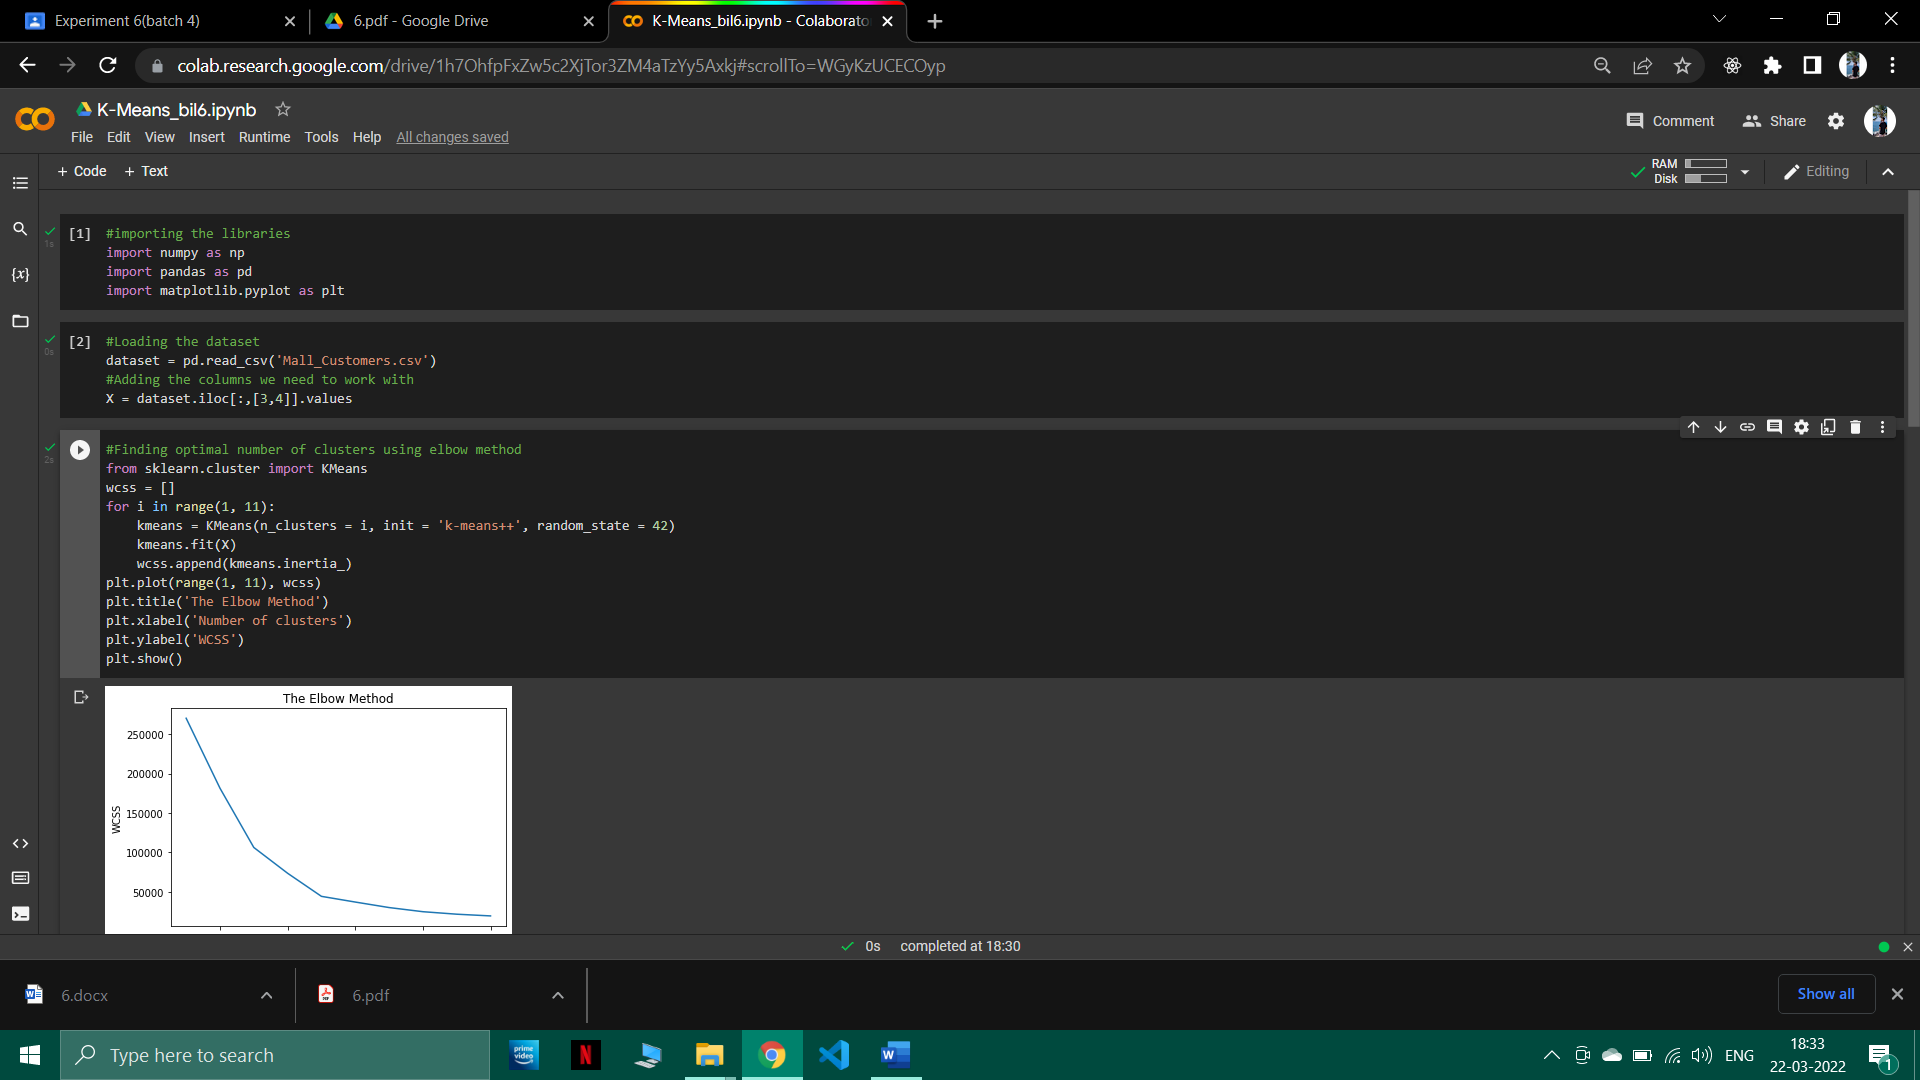 Experiment 6(batch 4)
6.pdf - Google Drive
K-Means_bil6.ipynb - Colaborato
colab.research.google.com/drive/1h7OhfpFxZw5c2XjTor3ZM4aTzYy5Axkj#scrollTo=WGyKzUCECOyp
K-Means_bil6.ipynb
File Edit View Insert Runtime Tools Help All changes saved
Comment Share
+ Code + Text
RAM
Disk
Editing
[1] #importing the libraries
1s
import numpy as np
import pandas as pd
import matplotlib.pyplot as plt
[2] #Loading the dataset
0s
dataset = pd.read_csv('Mall_Customers.csv')
#Adding the columns we need to work with
X = dataset.iloc[:,[3,4]].values
#Finding optimal number of clusters using elbow method
2s
from sklearn.cluster import KMeans
wcss = []
for i in range(1, 11):
    kmeans = KMeans(n_clusters = i, init = 'k-means++', random_state = 42)
    kmeans.fit(X)
    wcss.append(kmeans.inertia_)
plt.plot(range(1, 11), wcss)
plt.title('The Elbow Method')
plt.xlabel('Number of clusters')
plt.ylabel('WCSS')
plt.show()
The Elbow Method
250000
200000
150000
100000
50000
WCSS
0s completed at 18:30
6.docx
6.pdf
Show all
Type here to search
prime video
N
W
ENG
18:33
22-03-2022
1